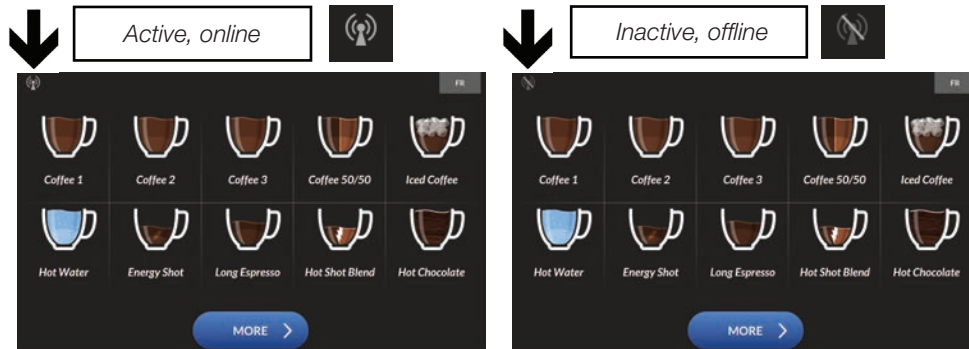 Active, online
Inactive, offline
FR
Coffee 1 Coffee 2 Coffee 3 Coffee 50/50 Iced Coffee
Hot Water Energy Shot Long Espresso Hot Shot Blend Hot Chocolate
MORE
FR
Coffee 1 Coffee 2 Coffee 3 Coffee 50/50 Iced Coffee
Hot Water Energy Shot Long Espresso Hot Shot Blend Hot Chocolate
MORE